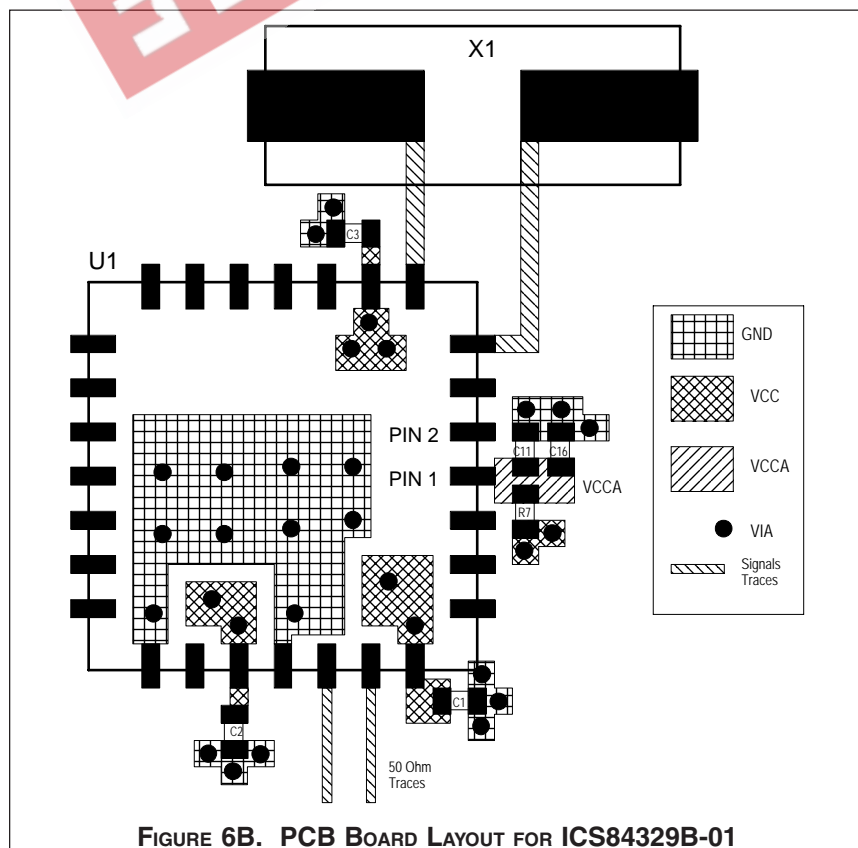 X1
C3
U1
GND
VCC
PIN 2
C11 C16
PIN 1
VCCA
VCCA
R7
VIA
Signals
Traces
C1
C2
50 Ohm
Traces
FIGURE 6B. PCB BOARD LAYOUT FOR ICS84329B-01